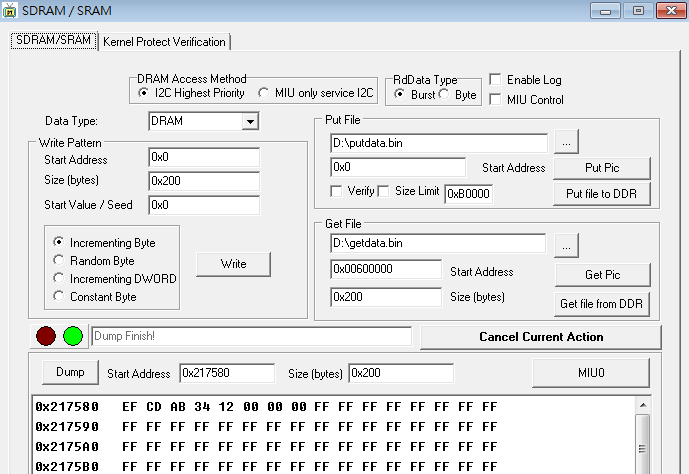 SDRAM / SRAM
SDRAM/SRAM Kernel Protect Verification
DRAM Access Method
I2C Highest Priority MIU only service I2C
RdData Type
Burst Byte
Enable Log
MIU Control
Data Type: DRAM
Write Pattern
Start Address 0x0
Size (bytes) 0x200
Start Value / Seed 0x0
Incrementing Byte
Random Byte
Incrementing DWORD
Constant Byte
Write
Put File
D:\putdata.bin ...
0x0 Start Address Put Pic
Verify Size Limit 0xB0000 Put file to DDR
Get File
D:\getdata.bin ...
0x00600000 Start Address Get Pic
0x200 Size (bytes) Get file from DDR
Dump Finish! Cancel Current Action
Dump Start Address 0x217580 Size (bytes) 0x200 MIU0
0x217580 EF CD AB 34 12 00 00 00 FF FF FF FF FF FF FF FF
0x217590 FF FF FF FF FF FF FF FF FF FF FF FF FF FF FF FF
0x2175A0 FF FF FF FF FF FF FF FF FF FF FF FF FF FF FF FF
0x2175B0 FF FF FF FF FF FF FF FF FF FF FF FF FF FF FF FF